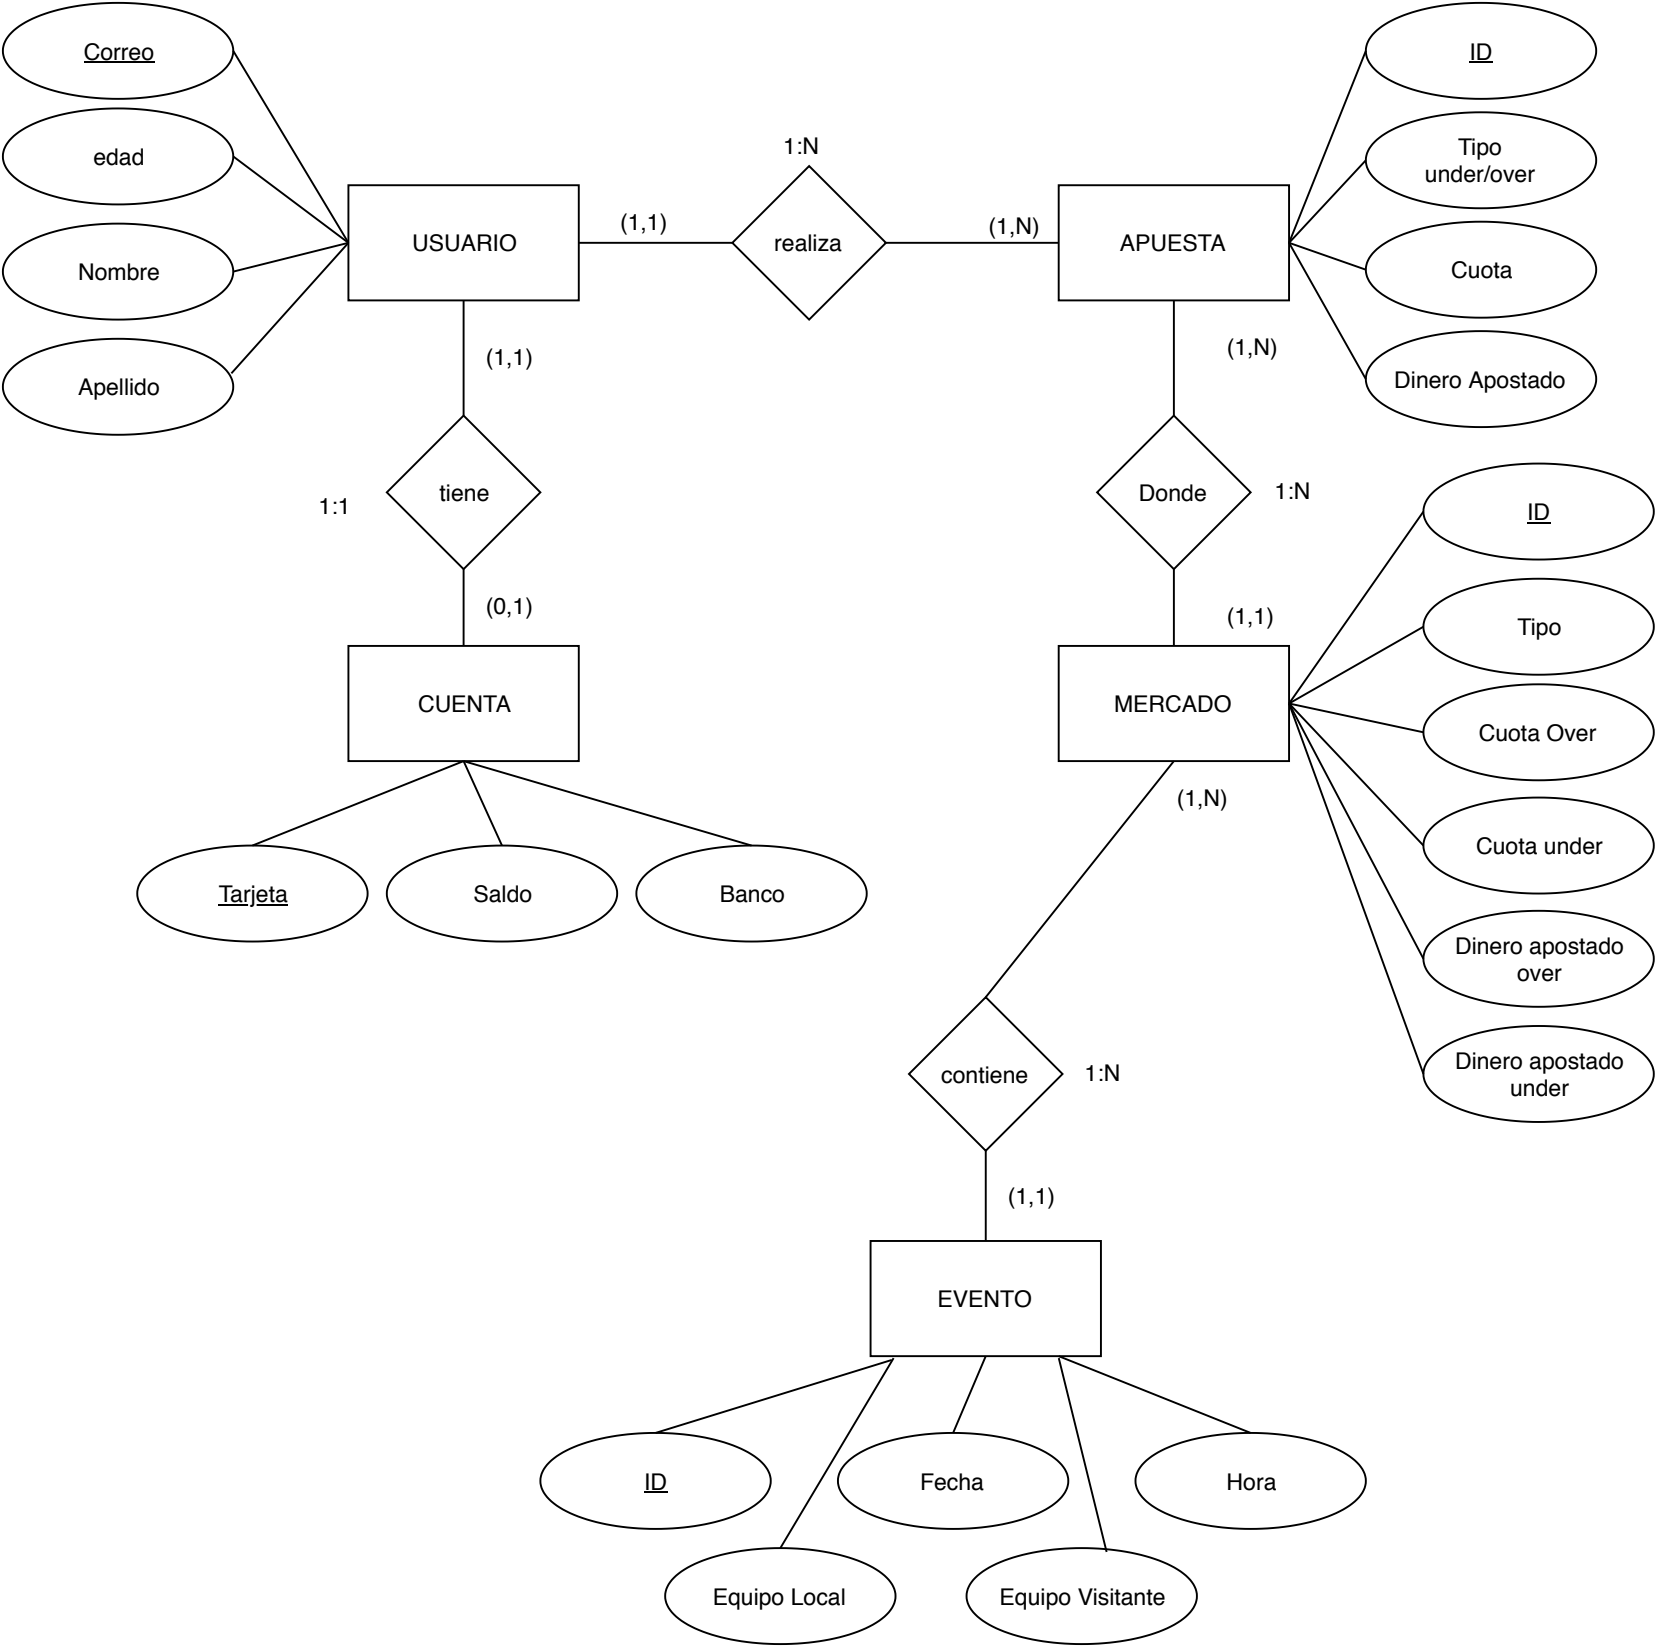 Correo
edad
Nombre
Apellido
USUARIO
(1,1)
1:N
realiza
(1,N)
APUESTA
ID
Tipo
under/over
Cuota
Dinero Apostado
(1,1)
1:1
tiene
(0,1)
CUENTA
Tarjeta
Saldo
Banco
(1,N)
Donde
1:N
(1,1)
MERCADO
ID
Tipo
Cuota Over
Cuota under
Dinero apostado
over
Dinero apostado
under
(1,N)
contiene
1:N
(1,1)
EVENTO
ID
Fecha
Hora
Equipo Local
Equipo Visitante